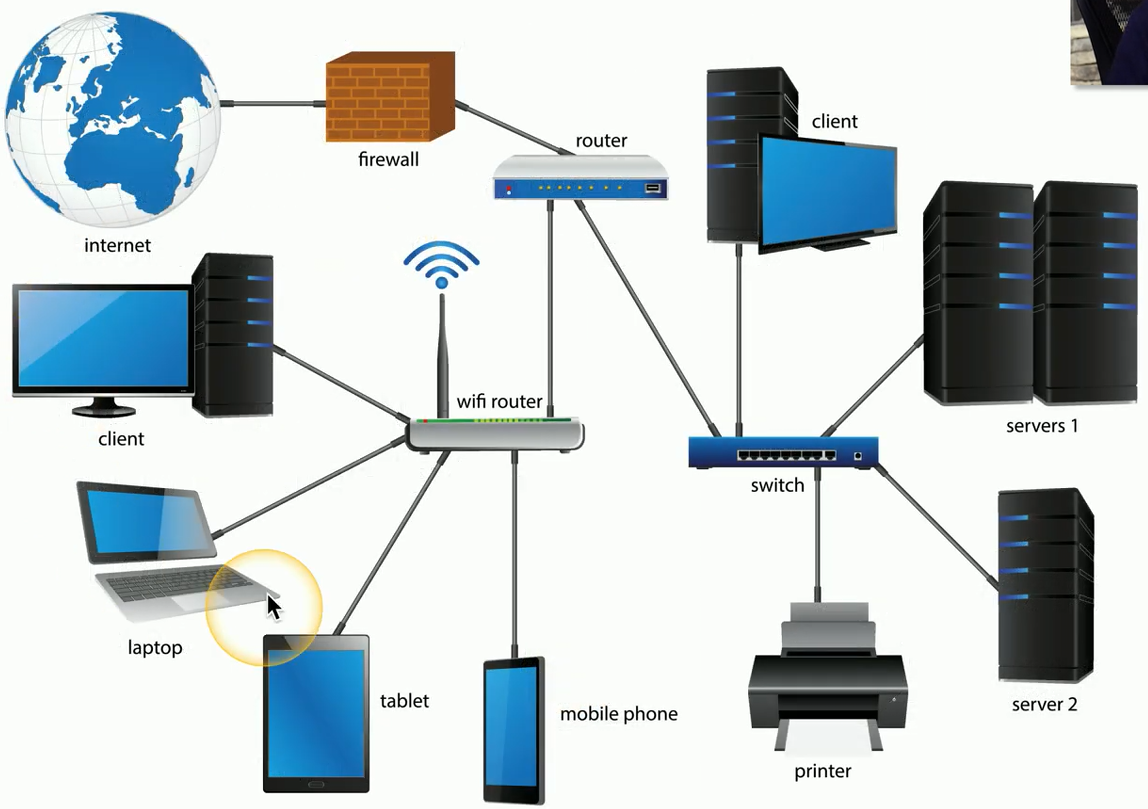 router
client
firewall
internet
wifi router
servers 1
client
switch
laptop
tablet
mobile phone
server 2
printer